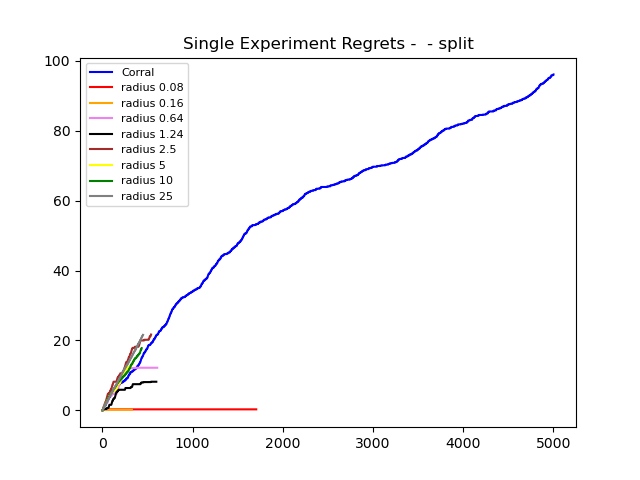 Single Experiment Regrets -  - split
100
80
60
40
20
0
Corral
radius 0.08
radius 0.16
radius 0.64
radius 1.24
radius 2.5
radius 5
radius 10
radius 25
0 1000 2000 3000 4000 5000